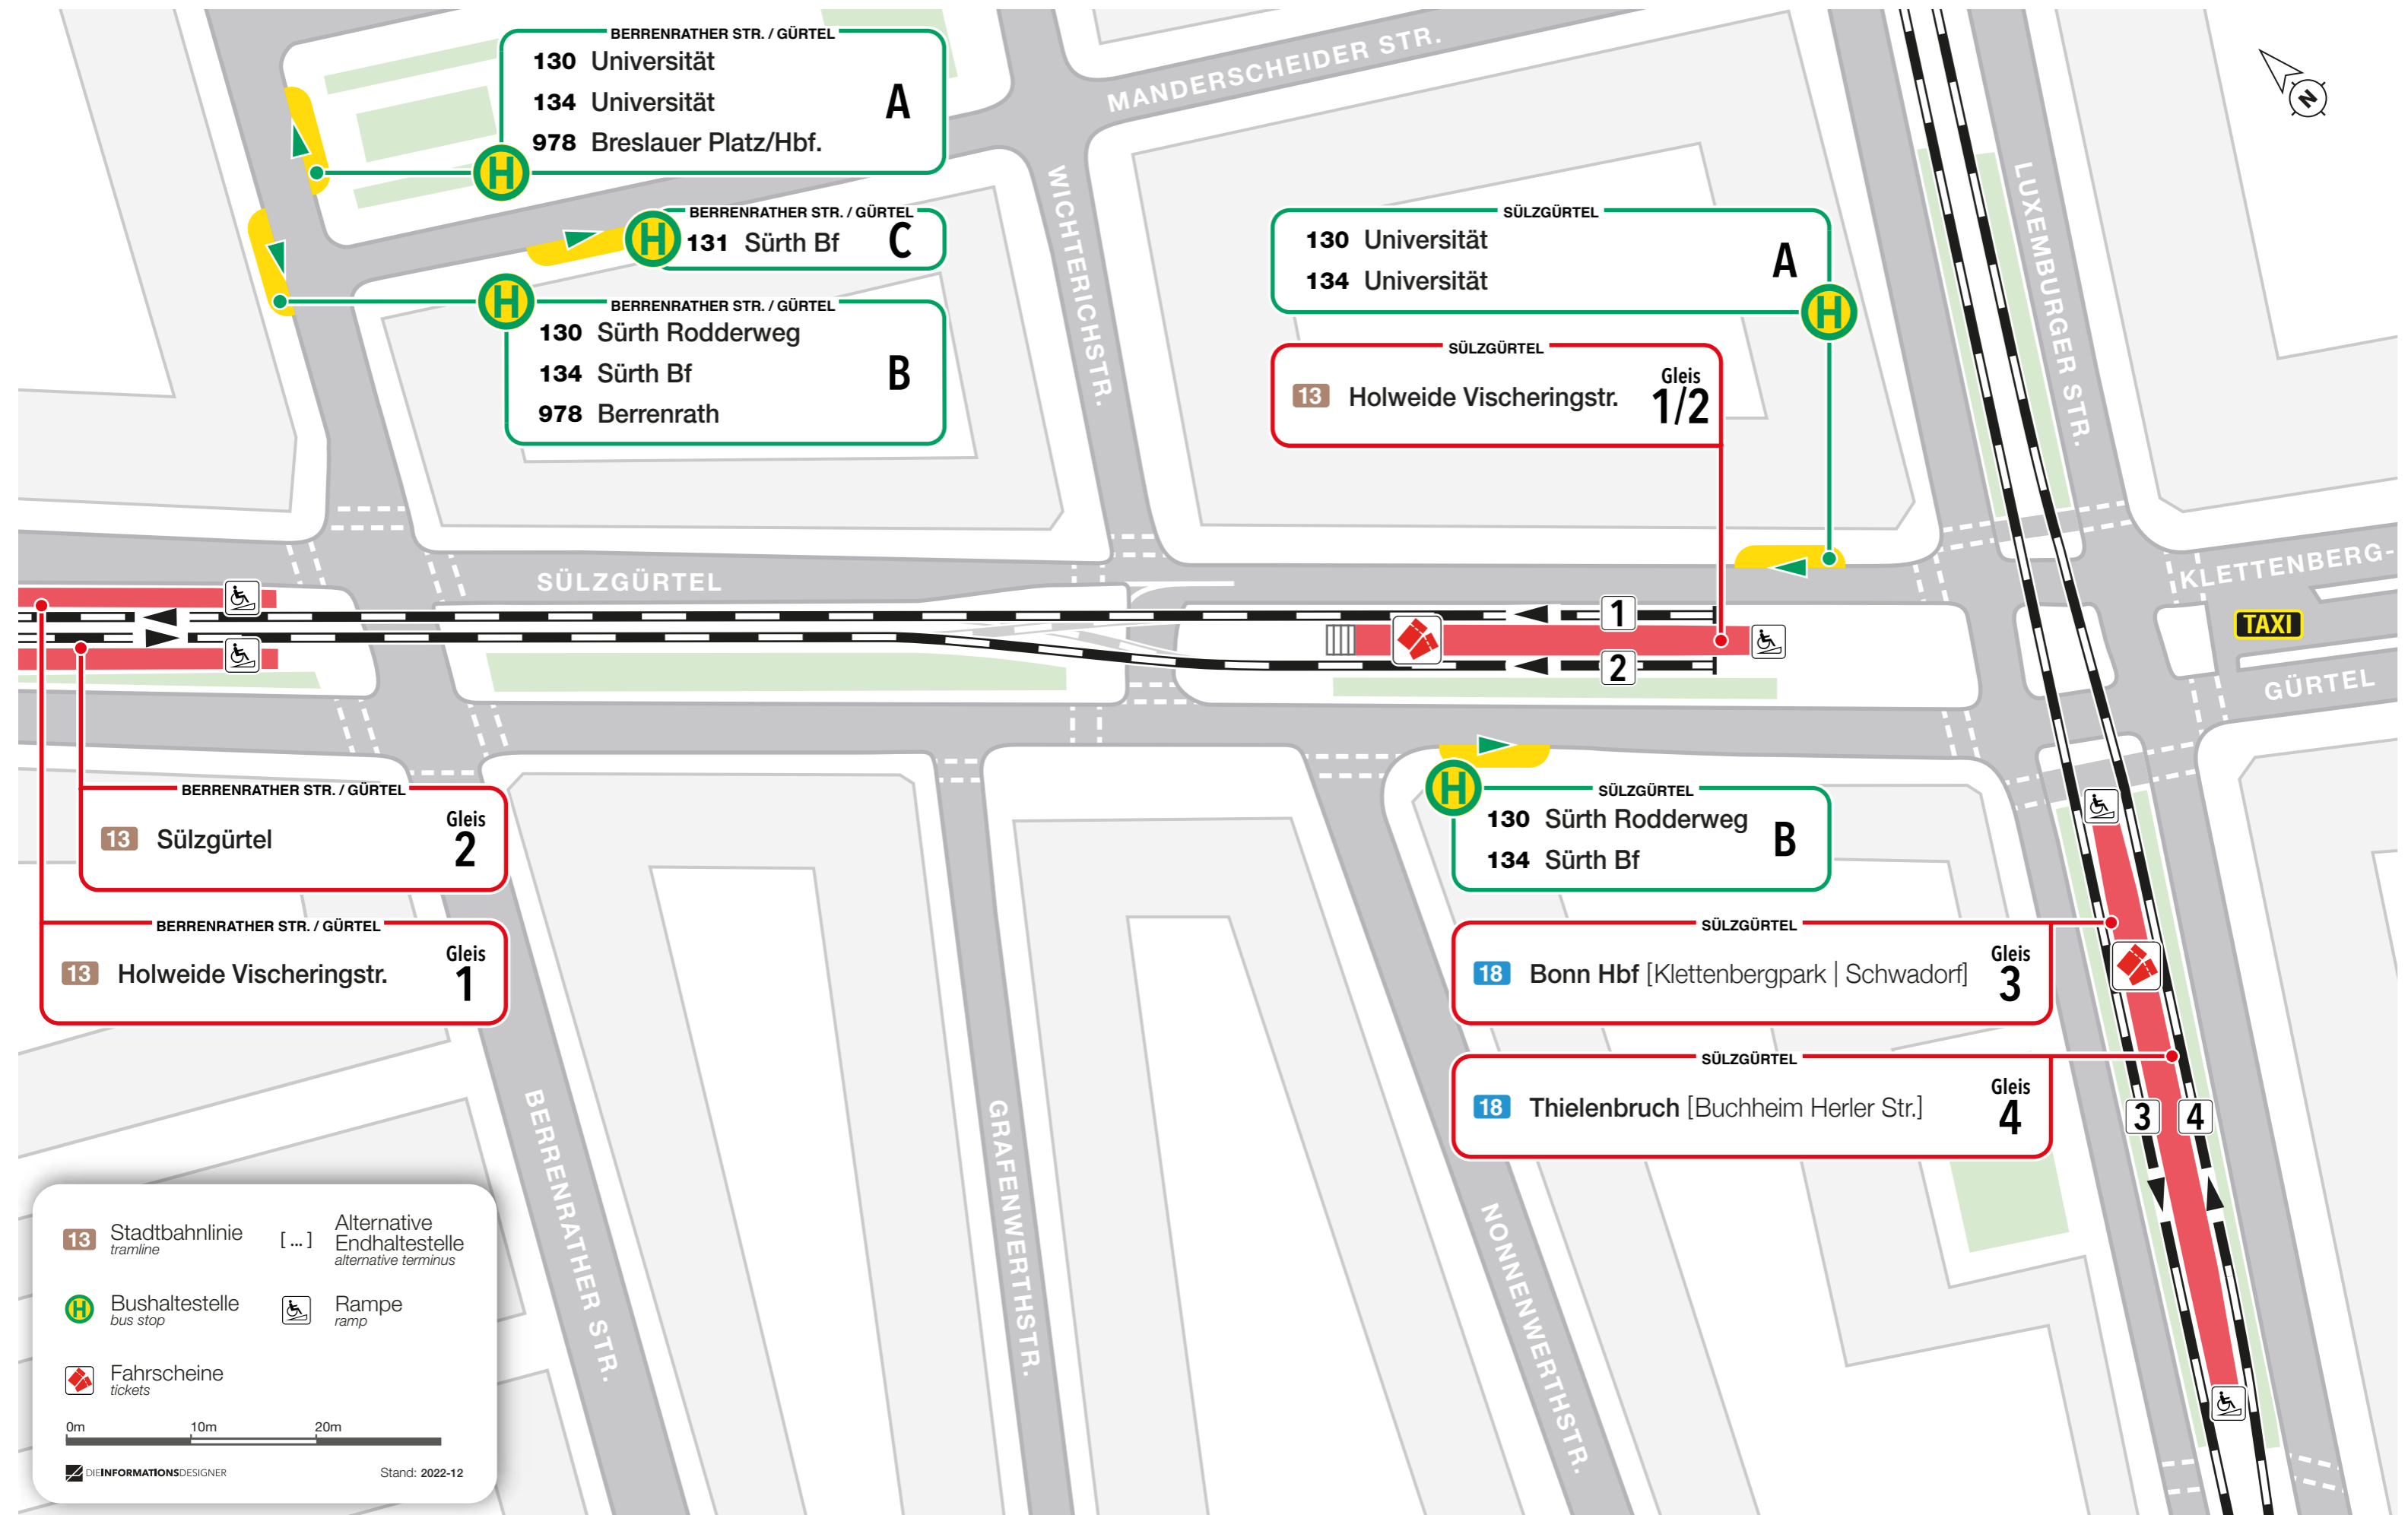 BERRENRATHER STR. / GÜRTEL
130 Universität
134 Universität
978 Breslauer Platz/Hbf.
A
H
BERRENRATHER STR. / GÜRTEL
131 Sürth Bf
C
H
BERRENRATHER STR. / GÜRTEL
130 Sürth Rodderweg
134 Sürth Bf
978 Berrenrath
B
H
MANDERSCHEIDER STR.
WICHTERICHSTR.
SÜLZGÜRTEL
130 Universität
134 Universität
A
H
SÜLZGÜRTEL
13 Holweide Vischeringstr.
Gleis
1/2
LUXEMBURGER STR.
N
SÜLZGÜRTEL
1
2
KLETTENBERG-
TAXI
GÜRTEL
BERRENRATHER STR. / GÜRTEL
13 Sülzgürtel
Gleis
2
BERRENRATHER STR. / GÜRTEL
13 Holweide Vischeringstr.
Gleis
1
H
SÜLZGÜRTEL
130 Sürth Rodderweg
134 Sürth Bf
B
SÜLZGÜRTEL
18 Bonn Hbf [Klettenbergpark | Schwadorf]
Gleis
3
SÜLZGÜRTEL
18 Thielenbruch [Buchheim Herler Str.]
Gleis
4
3
4
BERRENRATHER STR.
GRAFENWERTHSTR.
NONNENWERTHSTR.
13 Stadtbahnlinie
tramline
[ ... ] Alternative
Endhaltestelle
alternative terminus
H Bushaltestelle
bus stop
Rampe
ramp
Fahrscheine
tickets
0m 10m 20m
DIEINFORMATIONSDESIGNER
Stand: 2022-12